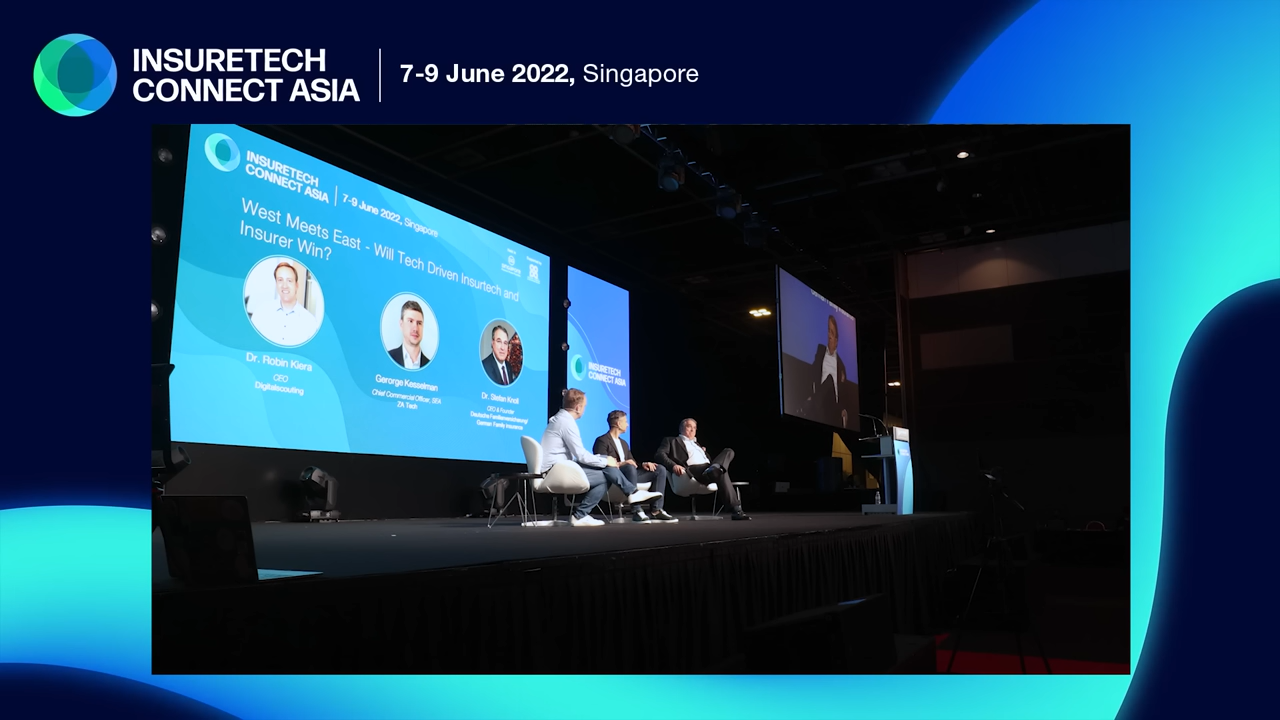 INSURETECH
CONNECT ASIA
7-9 June 2022, Singapore
INSURETECH
CONNECT ASIA
7-9 June 2022, Singapore
West Meets East - Will Tech Driven Insurtech and
Insurer Win?
Dr. Robin Kiera
CEO
Digitalscouting
Gerorge Kesselman
Chief Commercial Officer, SEA
ZA Tech
Dr. Stefan Knoll
CEO & Founder
Deutsche Familienversicherung/
German Family Insurance
INSURETECH
CONNECT ASIA